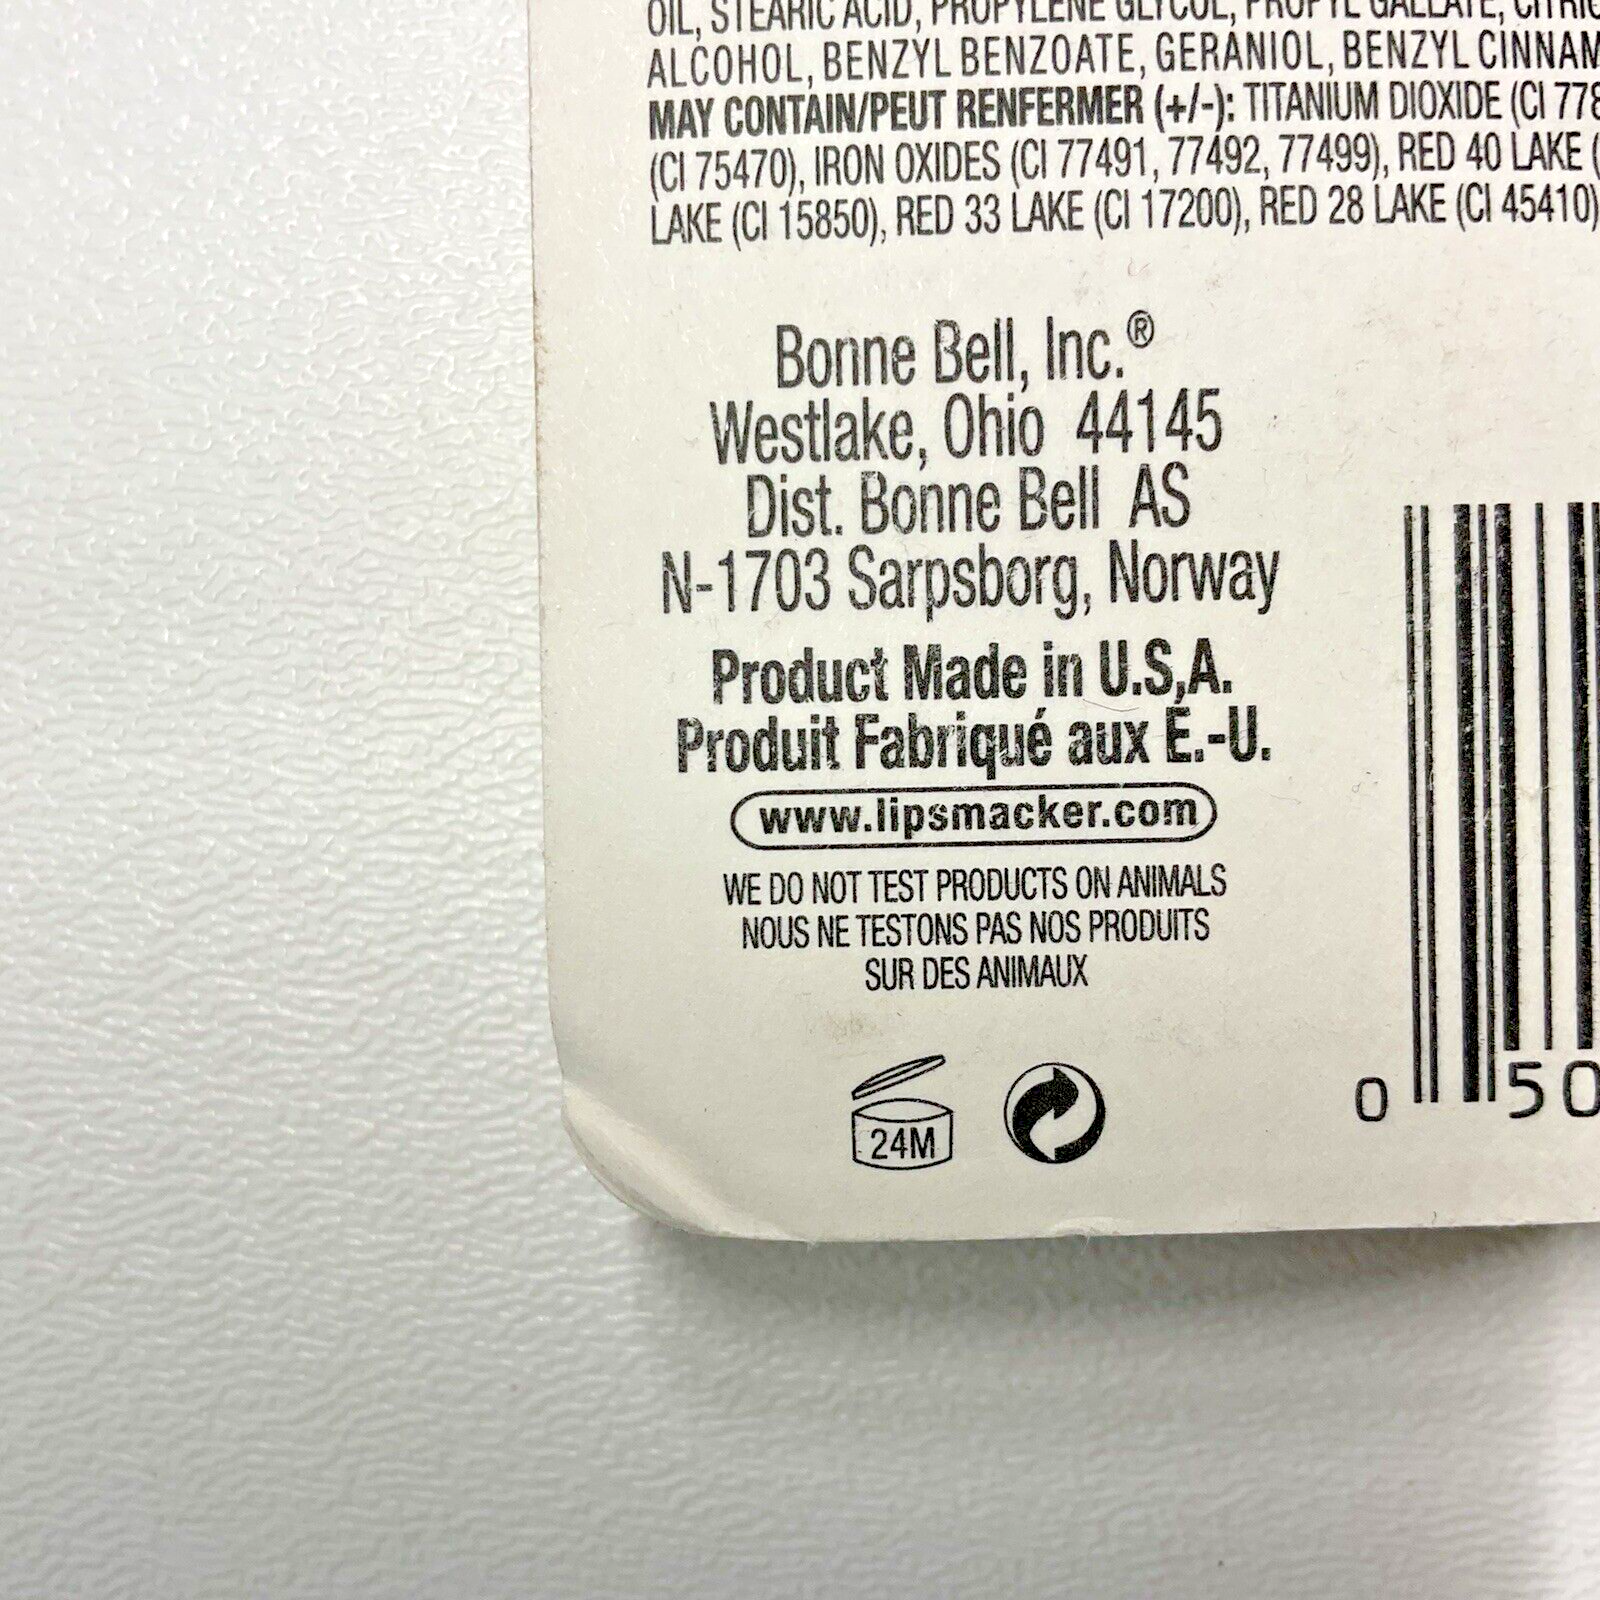 OIL, STEARIC ACID, PROPYLENE GLYCOL, PROPYL GALLATE, CITRIC
ALCOHOL, BENZYL BENZOATE, GERANIOL, BENZYL CINNAM
MAY CONTAIN/PEUT RENFERMER (+/-): TITANIUM DIOXIDE (CI 778
(CI 75470), IRON OXIDES (CI 77491, 77492, 77499), RED 40 LAKE (
LAKE (CI 15850), RED 33 LAKE (CI 17200), RED 28 LAKE (CI 45410)
Bonne Bell, Inc.®
Westlake, Ohio 44145
Dist. Bonne Bell AS
N-1703 Sarpsborg, Norway
Product Made in U.S.A.
Produit Fabriqué aux É.-U.
www.lipsmacker.com
WE DO NOT TEST PRODUCTS ON ANIMALS
NOUS NE TESTONS PAS NOS PRODUITS
SUR DES ANIMAUX
24M
0 50